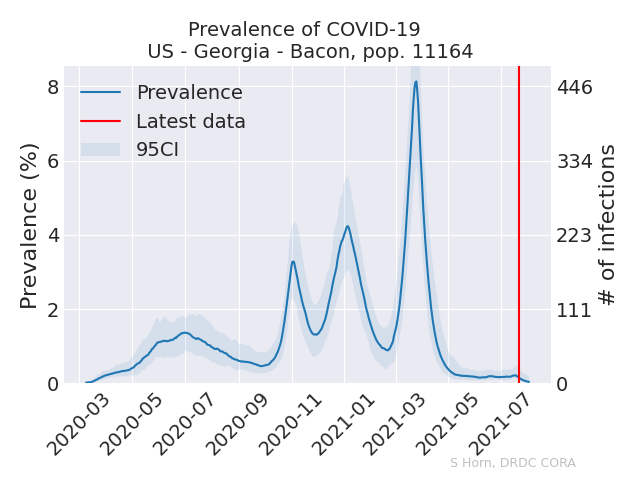 Prevalence of COVID-19
US - Georgia - Bacon, pop. 11164
Prevalence
Latest data
95CI
Prevalence (%)
8
6
4
2
0
# of infections
446
334
223
111
0
2020-03
2020-05
2020-07
2020-09
2020-11
2021-01
2021-03
2021-05
2021-07
S Horn, DRDC CORA